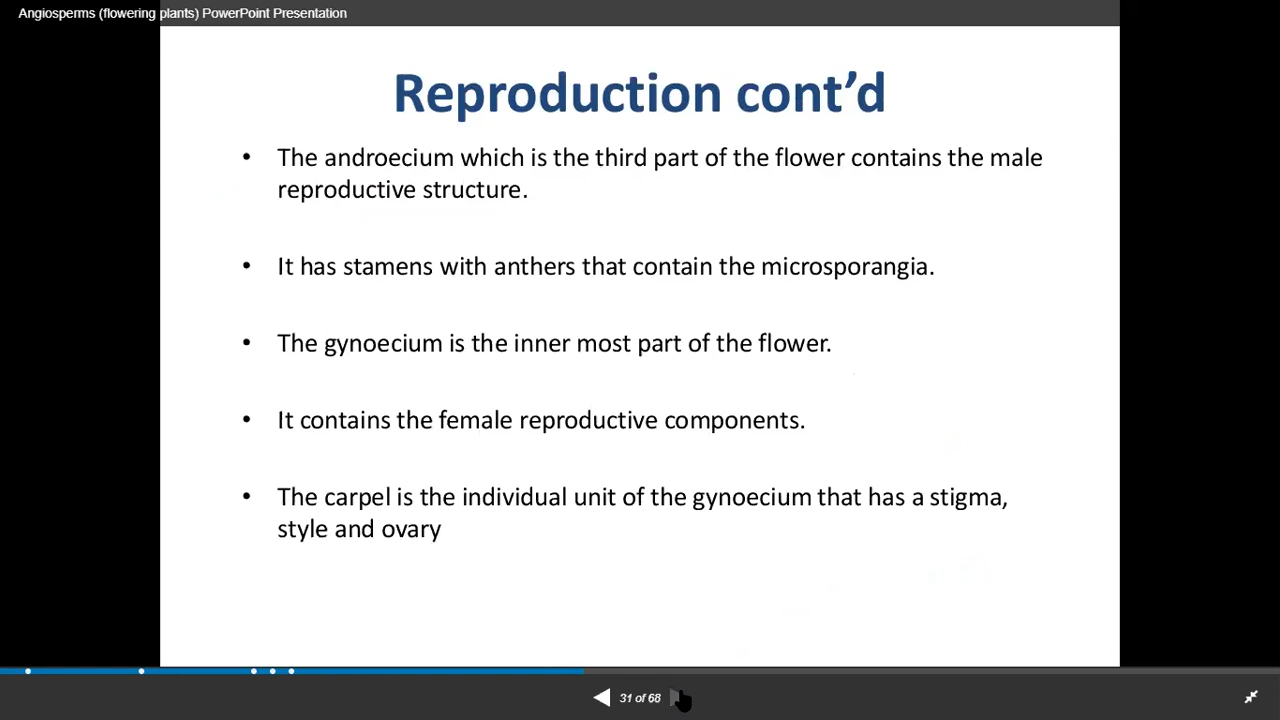 Angiosperms (flowering plants) PowerPoint Presentation
Reproduction cont’d
• The androecium which is the third part of the flower contains the male
reproductive structure.
• It has stamens with anthers that contain the microsporangia.
• The gynoecium is the inner most part of the flower.
• It contains the female reproductive components.
• The carpel is the individual unit of the gynoecium that has a stigma,
style and ovary
31 of 68